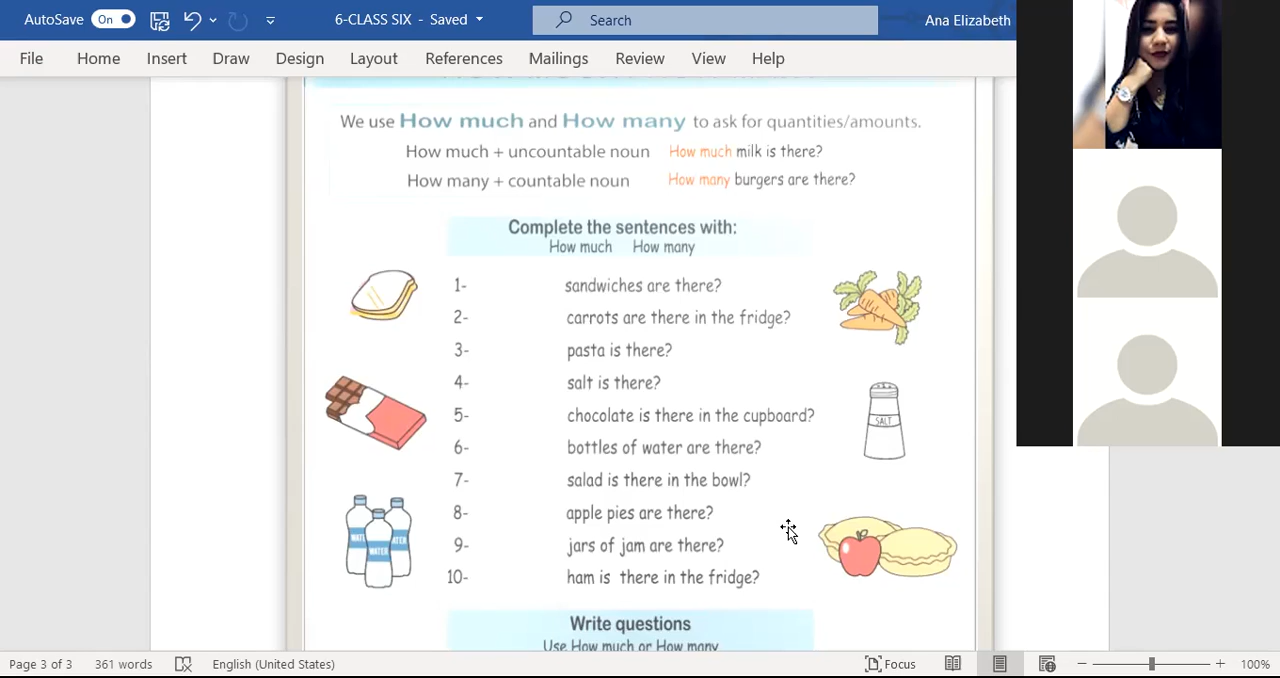 AutoSave On 6-CLASS SIX - Saved Search Ana Elizabeth
File Home Insert Draw Design Layout References Mailings Review View Help
We use How much and How many to ask for quantities/amounts.
How much + uncountable noun How much milk is there?
How many + countable noun How many burgers are there?
Complete the sentences with:
How much How many
1- sandwiches are there?
2- carrots are there in the fridge?
3- pasta is there?
4- salt is there?
SALT
5- chocolate is there in the cupboard?
6- bottles of water are there?
7- salad is there in the bowl?
8- apple pies are there?
WATER
9- jars of jam are there?
10- ham is there in the fridge?
Write questions
Use How much or How many
Page 3 of 3 361 words English (United States) Focus 100%